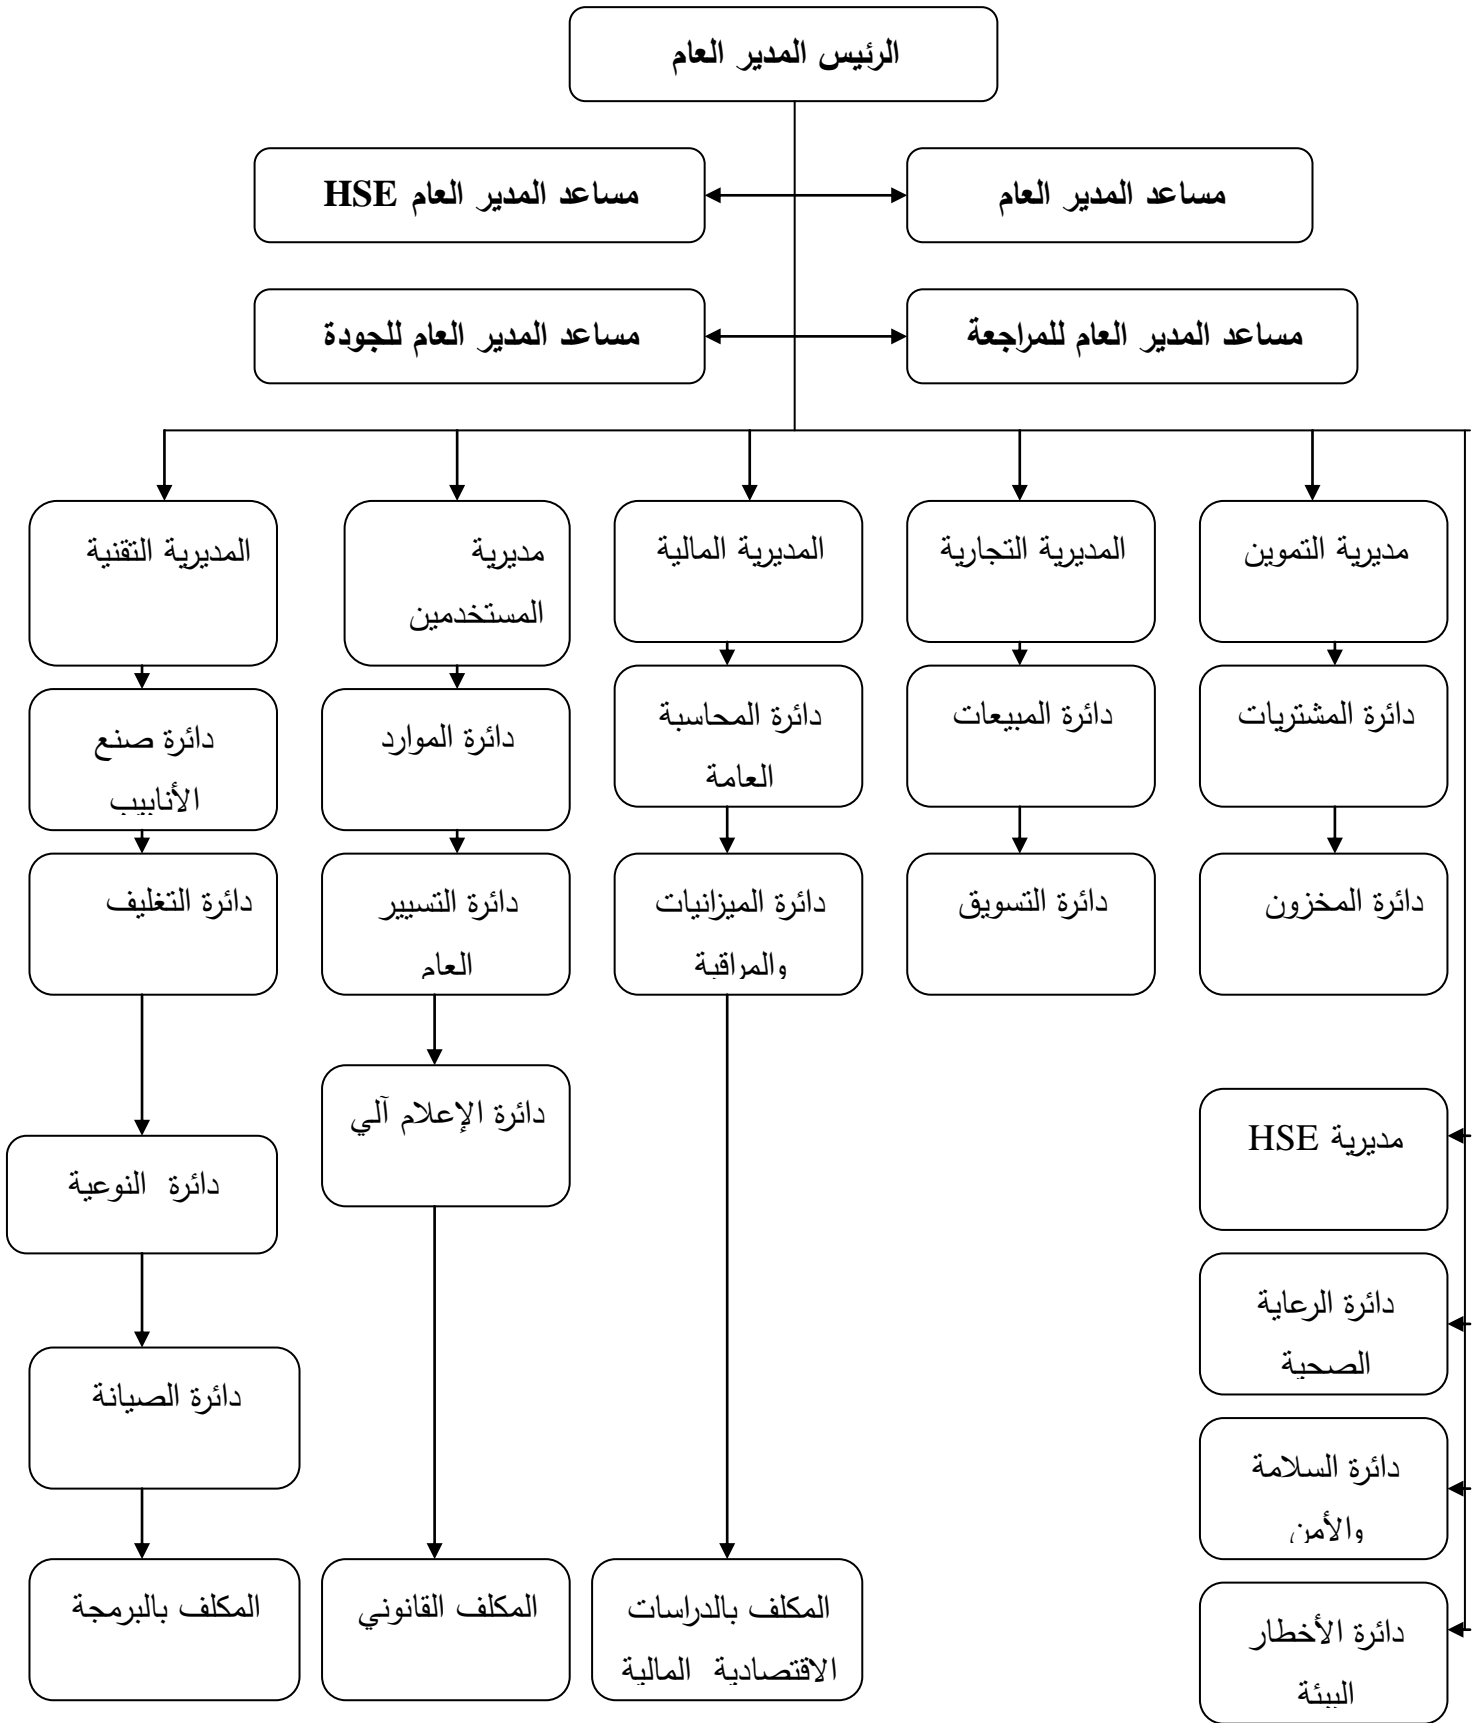 الرئيس المدير العام
مساعد المدير العام
مساعد المدير العام HSE
مساعد المدير العام للمراجعة
مساعد المدير العام للجودة
مديرية التموين
المديرية التجارية
المديرية المالية
مديرية
المستخدمين
المديرية التقنية
دائرة المشتريات
دائرة المبيعات
دائرة المحاسبة
العامة
دائرة الموارد
دائرة صنع
الأنابيب
دائرة المخزون
دائرة التسويق
دائرة الميزانيات
والمراقبة
دائرة التسيير
العام
دائرة التغليف
مديرية HSE
دائرة الإعلام آلي
دائرة النوعية
دائرة الرعاية
الصحية
دائرة الصيانة
دائرة السلامة
والأمن
دائرة الأخطار
البيئة
المكلف بالدراسات
الاقتصادية المالية
المكلف القانوني
المكلف بالبرمجة